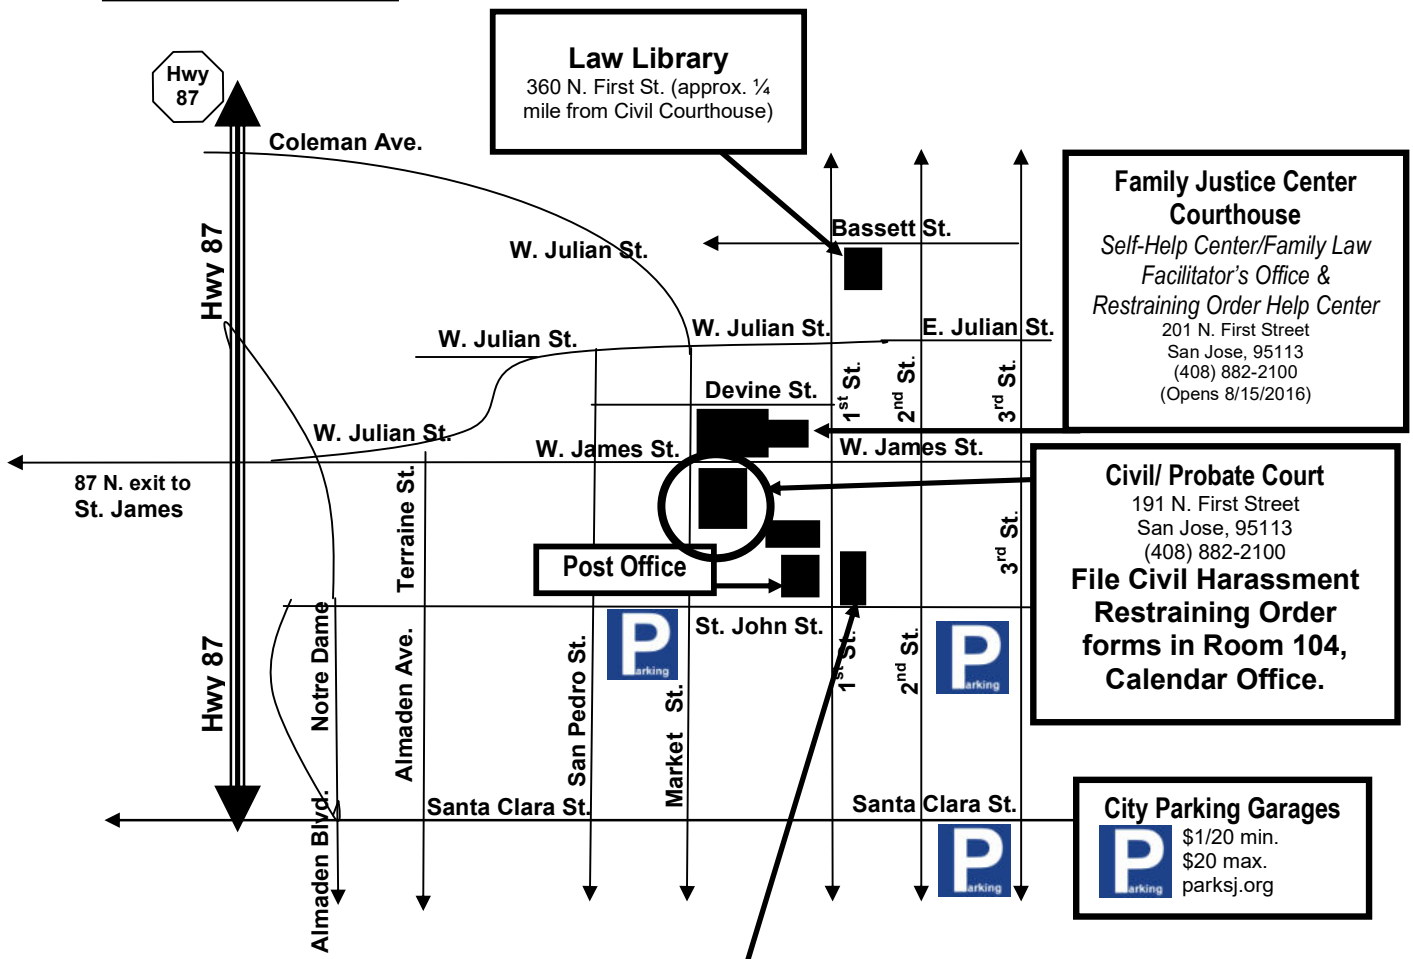 Law Library
360 N. First St. (approx. ¼
mile from Civil Courthouse)
Hwy
87
Coleman Ave.
Family Justice Center
Courthouse
Self-Help Center/Family Law
Facilitator's Office &
Restraining Order Help Center
201 N. First Street
San Jose, 95113
(408) 882-2100
(Opens 8/15/2016)
Bassett St.
W. Julian St.
Hwy 87
W. Julian St.
W. Julian St.
E. Julian St.
1st St.
2nd St.
3rd St.
Devine St.
W. Julian St.
W. James St.
W. James St.
87 N. exit to
St. James
Terraine St.
Civil/ Probate Court
191 N. First Street
San Jose, 95113
(408) 882-2100
File Civil Harassment
Restraining Order
forms in Room 104,
Calendar Office.
3rd St.
Post Office
Hwy 87
Notre Dame
Almaden Ave.
San Pedro St.
P
Parking
Market St.
St. John St.
1st St.
2nd St.
P
Parking
Almaden Blvd.
Santa Clara St.
Santa Clara St.
P
Parking
City Parking Garages
P
Parking
$1/20 min.
$20 max.
parksj.org